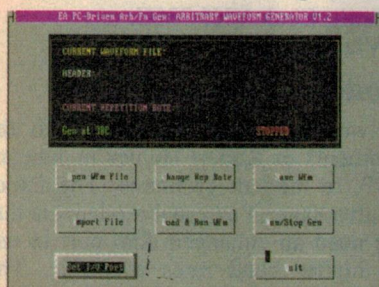 EA PC-Driven Arb/Fn Gen: ARBITRARY WAVEFORM GENERATOR V1.2
CURRENT WAVEFORM FILE:
HEADER:
CURRENT REPETITION RATE:
Gen at
STOPPED
pen WFm File
hange Rep Rate
ave WFm
mport File
oad & Run WFm
un/Stop Gen
Set I/O Port
uit